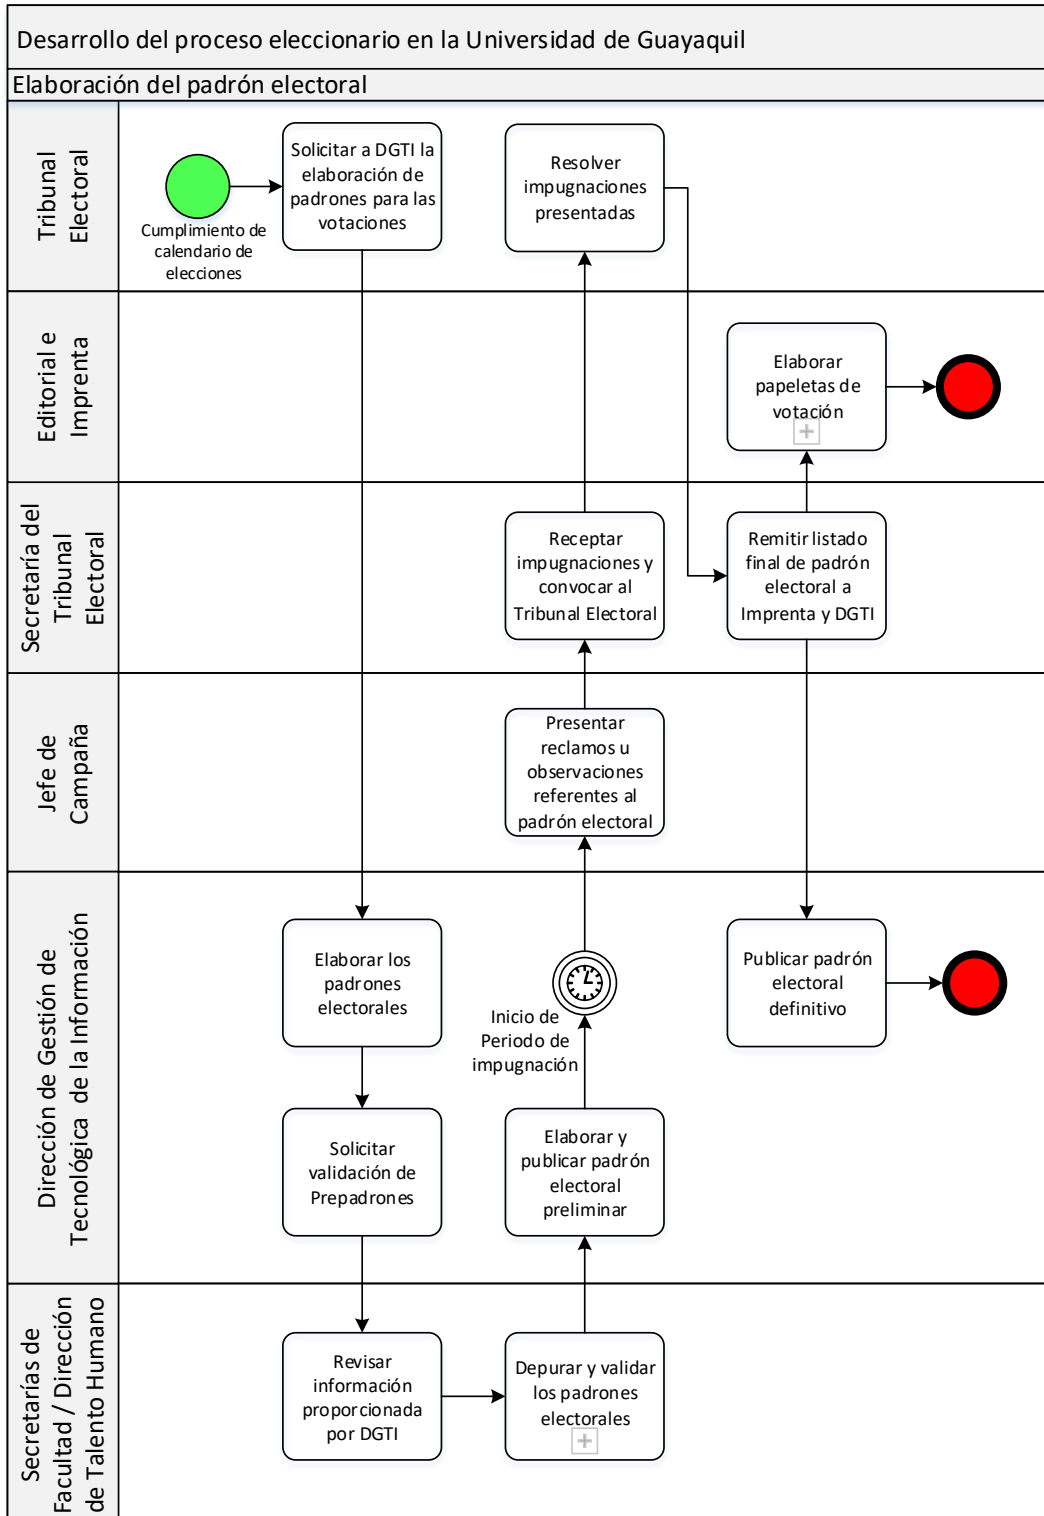 Desarrollo del proceso eleccionario en la Universidad de Guayaquil
Elaboración del padrón electoral
Tribunal
Electoral
Cumplimiento de
calendario de
elecciones
Solicitar a DGTI la
elaboración de
padrones para las
votaciones
Resolver
impugnaciones
presentadas
Editorial e
Imprenta
Elaborar
papeletas de
votación
Secretaría del
Tribunal
Electoral
Receptar
impugnaciones y
convocar al
Tribunal Electoral
Remitir listado
final de padrón
electoral a
Imprenta y DGTI
Jefe de
Campaña
Presentar
reclamos u
observaciones
referentes al
padrón electoral
Dirección de Gestión de
Tecnológica de la Información
Elaborar los
padrones
electorales
Inicio de
Periodo de
impugnación
Publicar padrón
electoral
definitivo
Solicitar
validación de
Prepadrones
Elaborar y
publicar padrón
electoral
preliminar
Secretarías de
Facultad / Dirección
de Talento Humano
Revisar
información
proporcionada
por DGTI
Depurar y validar
los padrones
electorales